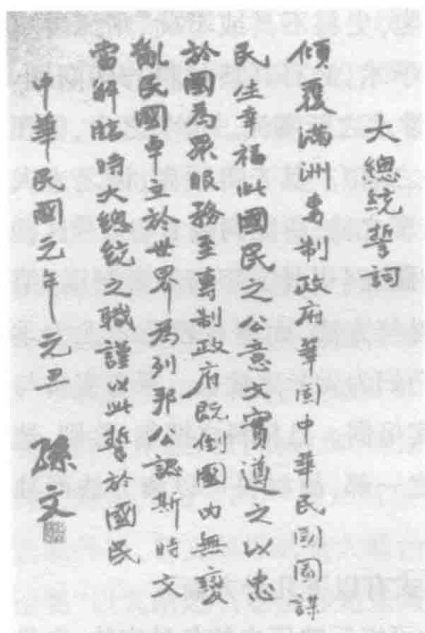 大總統誓詞
傾覆滿洲專制政府鞏固中華民國圖謀
民生幸福此國民之公意文實遵之以忠
於國為眾服務至專制政府既倒國內無變
亂民國卓立於世界為列邦公認斯時文
當解臨時大總統之職謹以此誓於國民
中華民國元年元旦
孫文